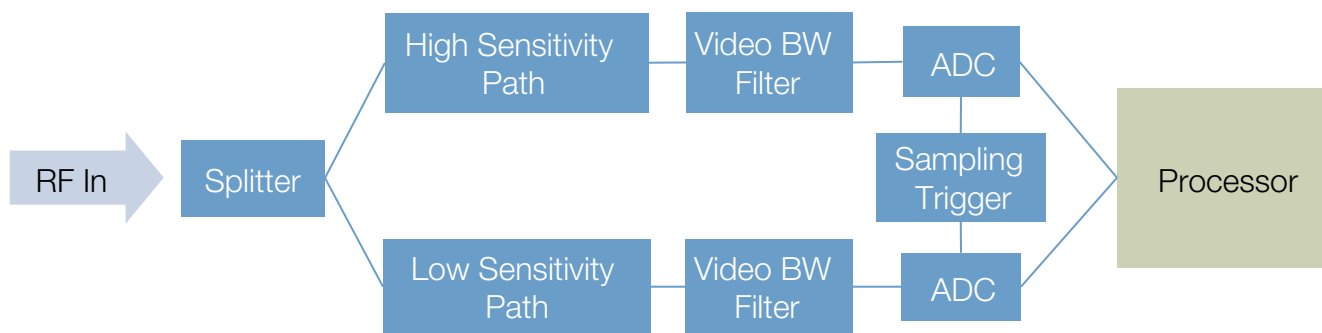 RF In
Splitter
High Sensitivity
Path
Video BW
Filter
ADC
Sampling
Trigger
Low Sensitivity
Path
Video BW
Filter
ADC
Processor